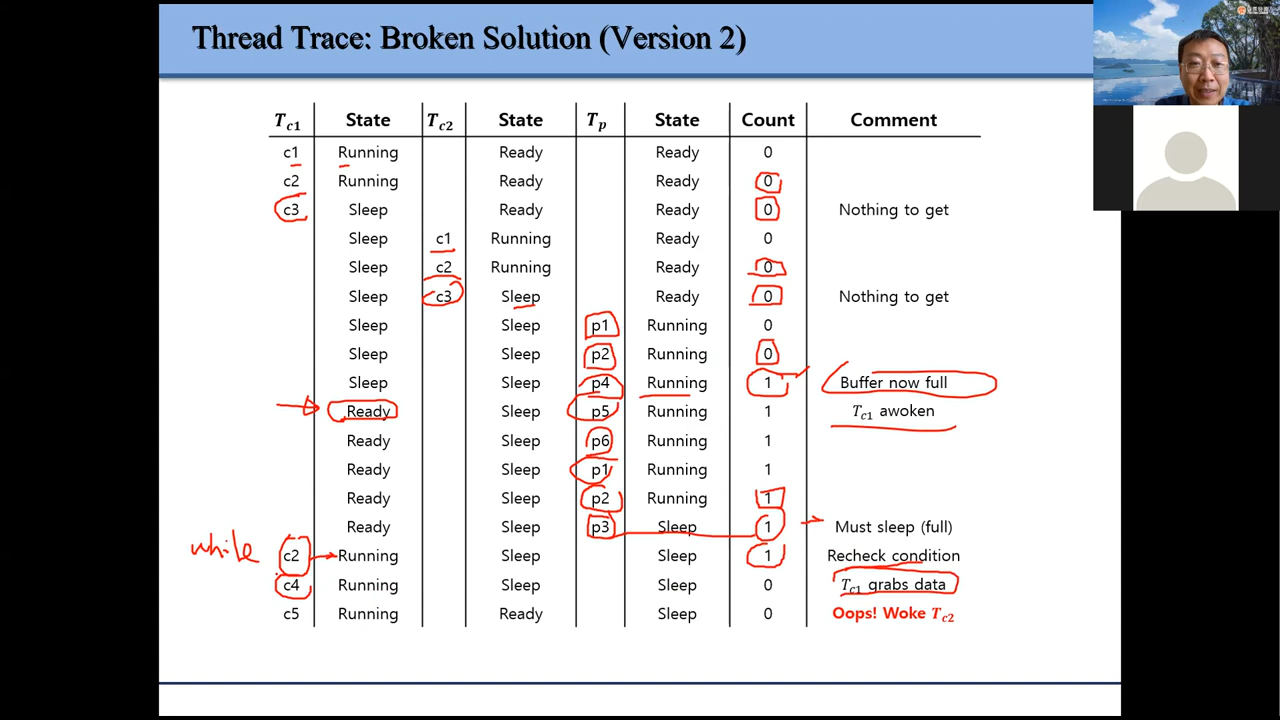 Thread Trace: Broken Solution (Version 2)
T_c1 State T_c2 State T_p State Count Comment
c1 Running Ready Ready 0
c2 Running Ready Ready 0
c3 Sleep Ready Ready 0 Nothing to get
Sleep c1 Running Ready 0
Sleep c2 Running Ready 0
Sleep c3 Sleep Ready 0 Nothing to get
Sleep Sleep p1 Running 0
Sleep Sleep p2 Running 0
Sleep Sleep p4 Running 1 Buffer now full
Ready Sleep p5 Running 1 T_c1 awoken
Ready Sleep p6 Running 1
Ready Sleep p1 Running 1
Ready Sleep p2 Running 1
Ready Sleep p3 Sleep 1 Must sleep (full)
while c2 Running Sleep Sleep 1 Recheck condition
c4 Running Sleep Sleep 0 T_c1 grabs data
c5 Running Ready Sleep 0 Oops! Woke T_c2